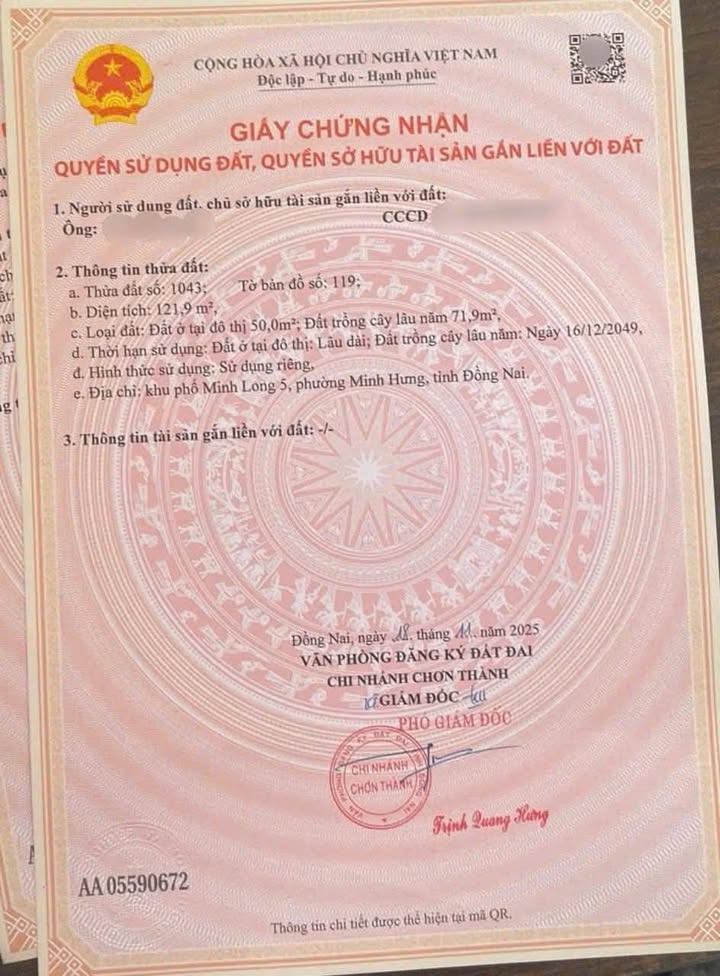 CỘNG HÒA XÃ HỘI CHỦ NGHĨA VIỆT NAM
Độc lập - Tự do - Hạnh phúc
GIẤY CHỨNG NHẬN
QUYỀN SỬ DỤNG ĐẤT, QUYỀN SỞ HỮU TÀI SẢN GẮN LIỀN VỚI ĐẤT
1. Người sử dung đất. chủ sở hữu tài sản gắn liền với đất:
Ông: CCCD
2. Thông tin thửa đất:
a. Thửa đất số: 1043; Tờ bản đồ số: 119;
b. Diện tích: 121,9 m²,
c. Loại đất: Đất ở tại đô thị 50,0m²; Đất trồng cây lâu năm 71,9m²,
d. Thời hạn sử dụng: Đất ở tại đô thị: Lâu dài; Đất trồng cây lâu năm: Ngày 16/12/2049,
đ. Hình thức sử dụng: Sử dụng riêng,
e. Địa chỉ: khu phố Minh Long 5, phường Minh Hưng, tỉnh Đồng Nai.
3. Thông tin tài sản gắn liền với đất: -/-
Đồng Nai, ngày 18. tháng 11. năm 2025
VĂN PHÒNG ĐĂNG KÝ ĐẤT ĐAI
CHI NHÁNH CHƠN THÀNH
GIÁM ĐỐC
PHÓ GIÁM ĐỐC
CHI NHÁNH
CHƠN THÀNH
Trịnh Quang Hưng
AA 05590672
Thông tin chi tiết được thể hiện tại mã QR.